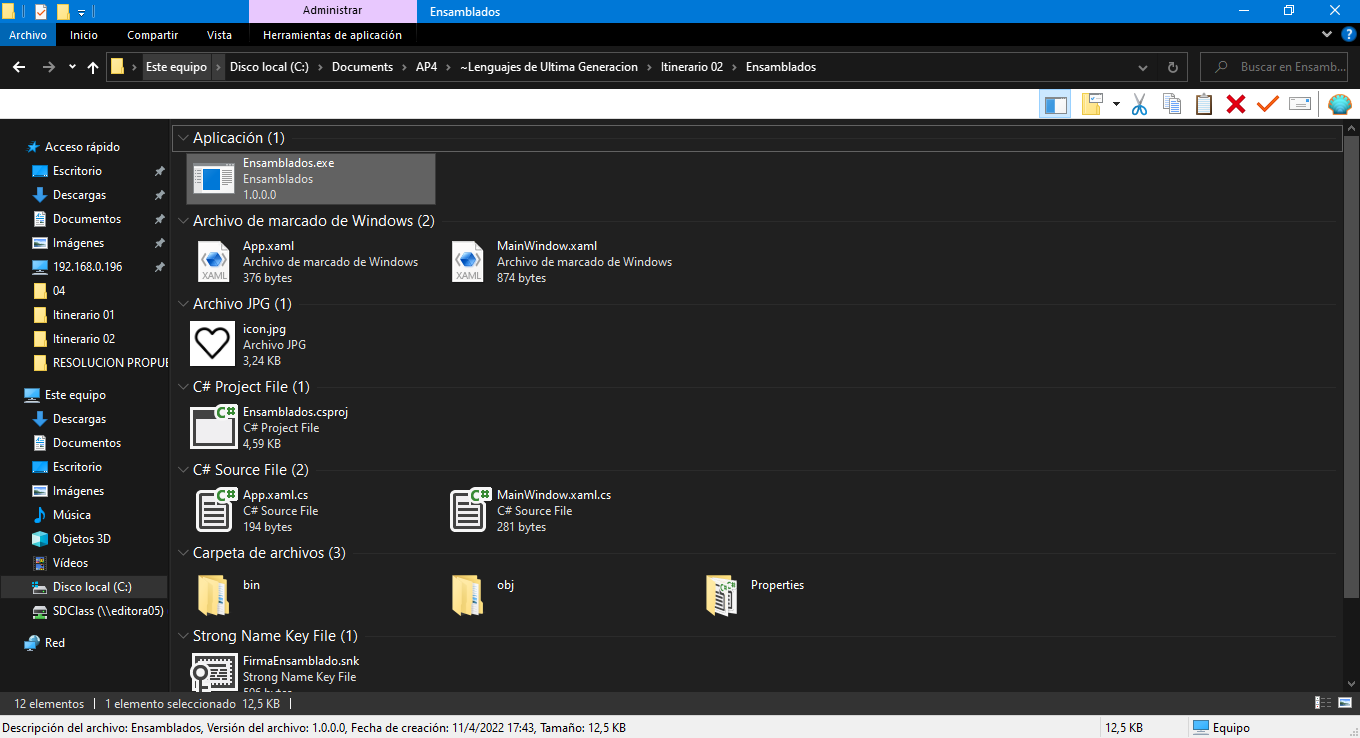 Administrar
Ensamblados
Archivo
Inicio
Compartir
Vista
Herramientas de aplicación
Este equipo
Disco local (C:)
Documents
AP4
~Lenguajes de Ultima Generacion
Itinerario 02
Ensamblados
Buscar en Ensamb...
Acceso rápido
Escritorio
Descargas
Documentos
Imágenes
192.168.0.196
04
Itinerario 01
Itinerario 02
RESOLUCION PROPUE
Este equipo
Descargas
Documentos
Escritorio
Imágenes
Música
Objetos 3D
Vídeos
Disco local (C:)
SDClass (\\editora05)
Red
Aplicación (1)
Ensamblados.exe
Ensamblados
1.0.0.0
Archivo de marcado de Windows (2)
App.xaml
Archivo de marcado de Windows
376 bytes
XAML
MainWindow.xaml
Archivo de marcado de Windows
874 bytes
XAML
Archivo JPG (1)
icon.jpg
Archivo JPG
3,24 KB
C# Project File (1)
C#
Ensamblados.csproj
C# Project File
4,59 KB
C# Source File (2)
C#
App.xaml.cs
C# Source File
194 bytes
C#
MainWindow.xaml.cs
C# Source File
281 bytes
Carpeta de archivos (3)
bin
obj
Properties
Strong Name Key File (1)
FirmaEnsamblado.snk
Strong Name Key File
596 bytes
12 elementos
1 elemento seleccionado 12,5 KB
Descripción del archivo: Ensamblados, Versión del archivo: 1.0.0.0, Fecha de creación: 11/4/2022 17:43, Tamaño: 12,5 KB
12,5 KB
Equipo